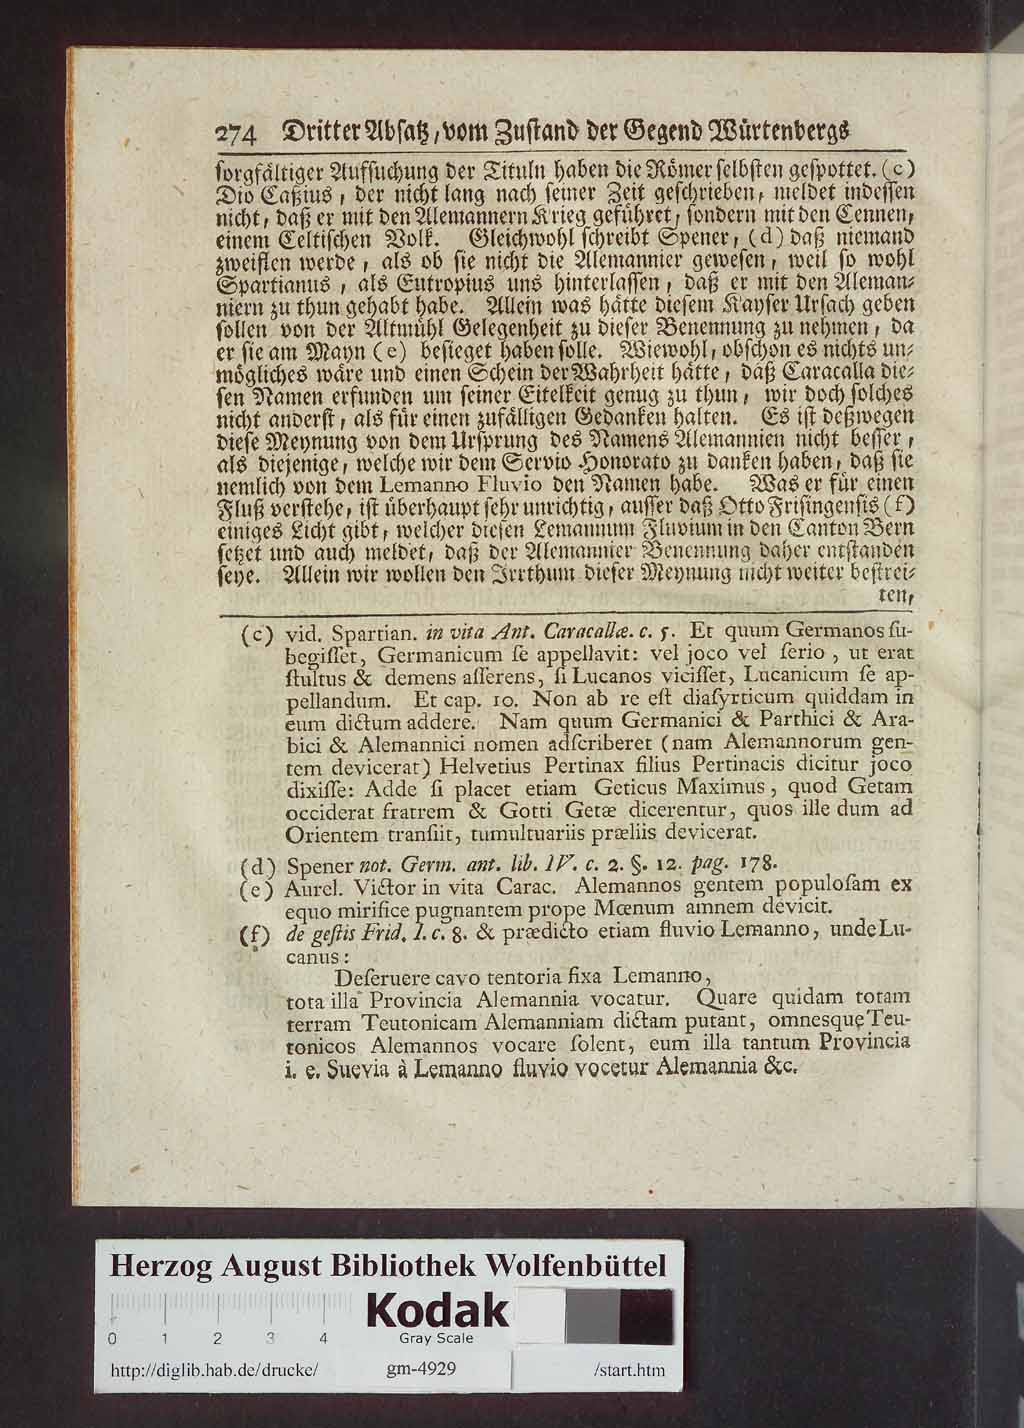 274 Dritter Absatz, vom Zustand der Gegend Würtenbergs
sorgfältiger Aufsuchung der Tituln haben die Römer selbsten gespottet. (c)
Dio Caßius, der nicht lang nach seiner Zeit geschrieben, meldet indessen
nicht, daß er mit den Alemannern Krieg geführet, sondern mit den Cennen,
einem Celtischen Volk. Gleichwohl schreibt Spener, (d) daß niemand
zweiflen werde, als ob sie nicht die Alemannier gewesen, weil so wohl
Spartianus, als Eutropius uns hinterlassen, daß er mit den Aleman-
niern zu thun gehabt habe. Allein was hätte diesem Kayser Ursach geben
sollen von der Altmühl Gelegenheit zu dieser Benennung zu nehmen, da
er sie am Mayn (e) besieget haben solle. Wiewohl, obschon es nichts un-
mögliches wäre und einen Schein der Wahrheit hätte, daß Caracalla die-
sen Namen erfunden um seiner Eitelkeit genug zu thun, wir doch solches
nicht anderst, als für einen zufälligen Gedanken halten. Es ist deßwegen
diese Meynung von dem Ursprung des Namens Alemannien nicht besser,
als diejenige, welche wir dem Servio Honorato zu danken haben, daß sie
nemlich von dem Lemanno Fluvio den Namen habe. Was er für einen
Fluß verstehe, ist überhaupt sehr unrichtig, ausser daß Otto Frisingensis (f)
einiges Licht gibt, welcher diesen Lemannum Fluvium in den Canton Bern
setzet und auch meldet, daß der Alemannier Benennung daher entstanden
seye. Allein wir wollen den Irrthum dieser Meynung nicht weiter bestrei-
ten,
(c) vid. Spartian. in vita Ant. Caracallæ. c. 5. Et quum Germanos su-
begisset, Germanicum se appellavit: vel joco vel serio, ut erat
stultus & demens asserens, si Lucanos vicisset, Lucanicum se ap-
pellandum. Et cap. 10. Non ab re est diasyrticum quiddam in
eum dictum addere. Nam quum Germanici & Parthici & Ara-
bici & Alemannici nomen adscriberet (nam Alemannorum gen-
tem devicerat) Helvetius Pertinax filius Pertinacis dicitur joco
dixisse: Adde si placet etiam Geticus Maximus, quod Getam
occiderat fratrem & Gotti Getæ dicerentur, quos ille dum ad
Orientem transiit, tumultuariis præliis devicerat.
(d) Spener not. Germ. ant. lib. IV. c. 2. §. 12. pag. 178.
(e) Aurel. Victor in vita Carac. Alemannos gentem populosam ex
equo mirifice pugnantem prope Mœnum amnem devicit.
(f) de gestis Frid. I. c. 8. & prædicto etiam fluvio Lemanno, unde Lu-
canus:
Deseruere cavo tentoria fixa Lemanno,
tota illa Provincia Alemannia vocatur. Quare quidam totam
terram Teutonicam Alemanniam dictam putant, omnesque Teu-
tonicos Alemannos vocare solent, cum illa tantum Provincia
i. e. Suevia à Lemanno fluvio vocetur Alemannia &c.
Herzog August Bibliothek Wolfenbüttel
Kodak
0 1 2 3 4 Gray Scale
http://diglib.hab.de/drucke/ gm-4929 /start.htm